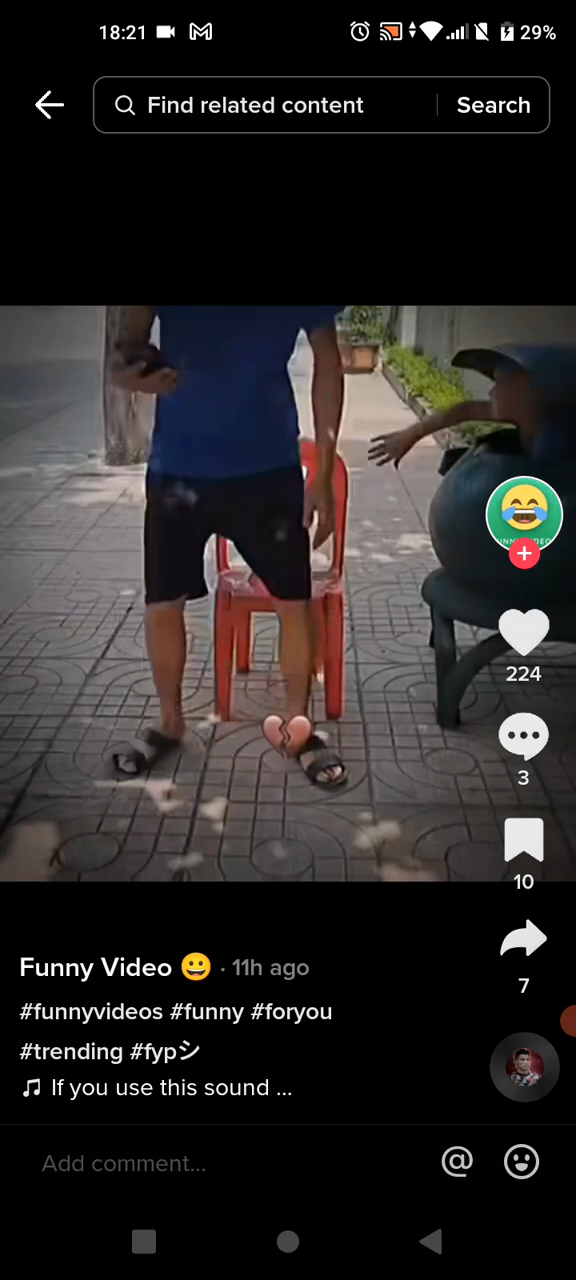 18:21
29%
Find related content
Search
224
3
10
7
Funny Video 😀 · 11h ago
#funnyvideos #funny #foryou
#trending #fypシ
If you use this sound ...
Add comment...